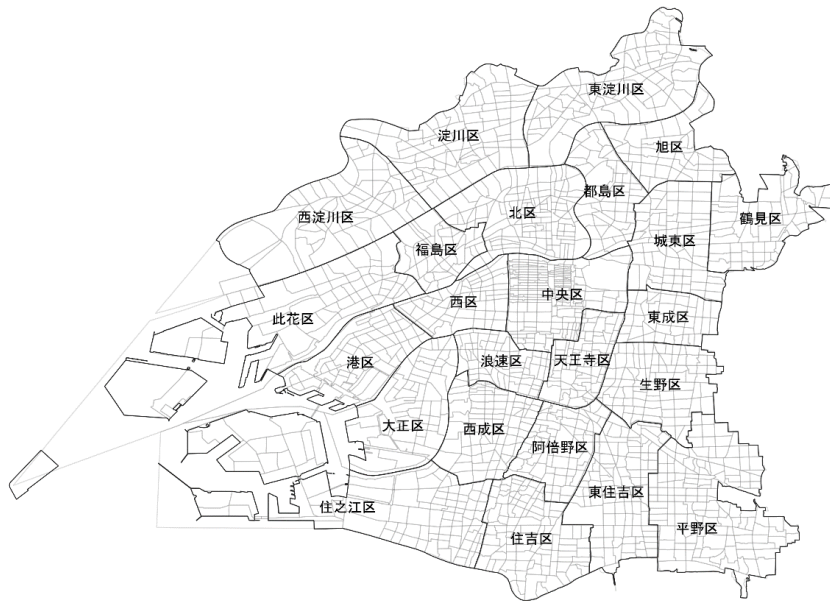 東淀川区
淀川区
旭区
都島区
西淀川区
北区
鶴見区
城東区
福島区
中央区
西区
此花区
東成区
港区
浪速区
天王寺区
生野区
大正区
西成区
阿倍野区
東住吉区
住之江区
平野区
住吉区